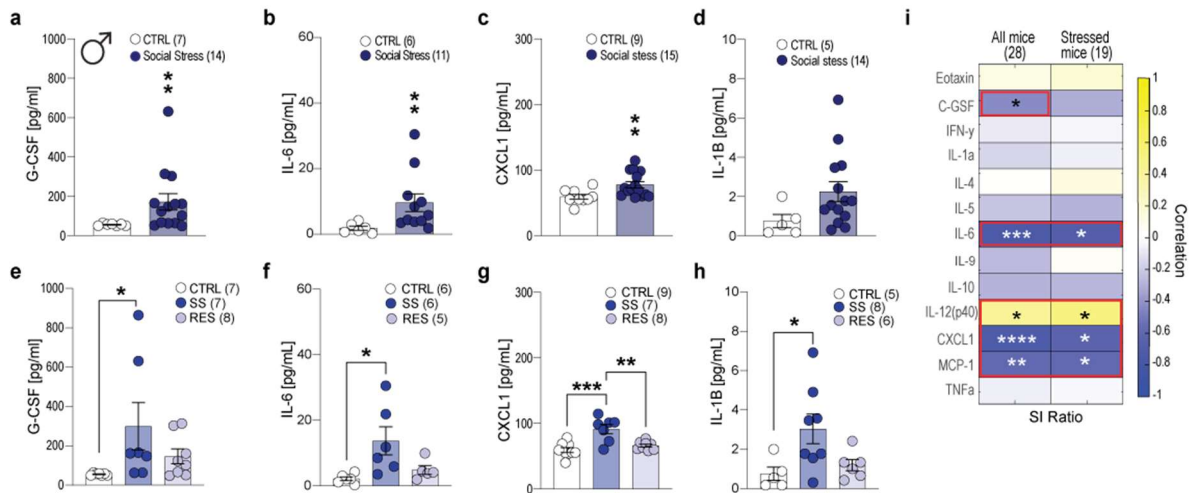 a
G-CSF [pg/ml]
1000
800
600
400
200
0
CTRL (7)
Social Stress (14)
**
b
IL-6 [pg/mL]
60
40
20
0
CTRL (6)
Social Stress (11)
**
c
CXCL1 [pg/mL]
300
200
100
0
CTRL (9)
Social stess (15)
**
d
IL-1B [pg/mL]
10
8
6
4
2
0
CTRL (5)
Social stess (14)
e
G-CSF [pg/ml]
1000
800
600
400
200
0
CTRL (7)
SS (7)
RES (8)
*
f
IL-6 [pg/mL]
60
40
20
0
CTRL (6)
SS (6)
RES (5)
*
g
CXCL1 [pg/mL]
300
200
100
0
CTRL (9)
SS (7)
RES (8)
***
**
h
IL-1B [pg/mL]
10
8
6
4
2
0
CTRL (5)
SS (8)
RES (6)
*
i
All mice
(28)
Stressed
mice (19)
Eotaxin
C-GSF *
IFN-y
IL-1a
IL-4
IL-5
IL-6 *** *
IL-9
IL-10
IL-12(p40) * *
CXCL1 **** *
MCP-1 ** *
TNFa
SI Ratio
1
0.8
0.6
0.4
0.2
0
-0.2
-0.4
-0.6
-0.8
-1
Correlation